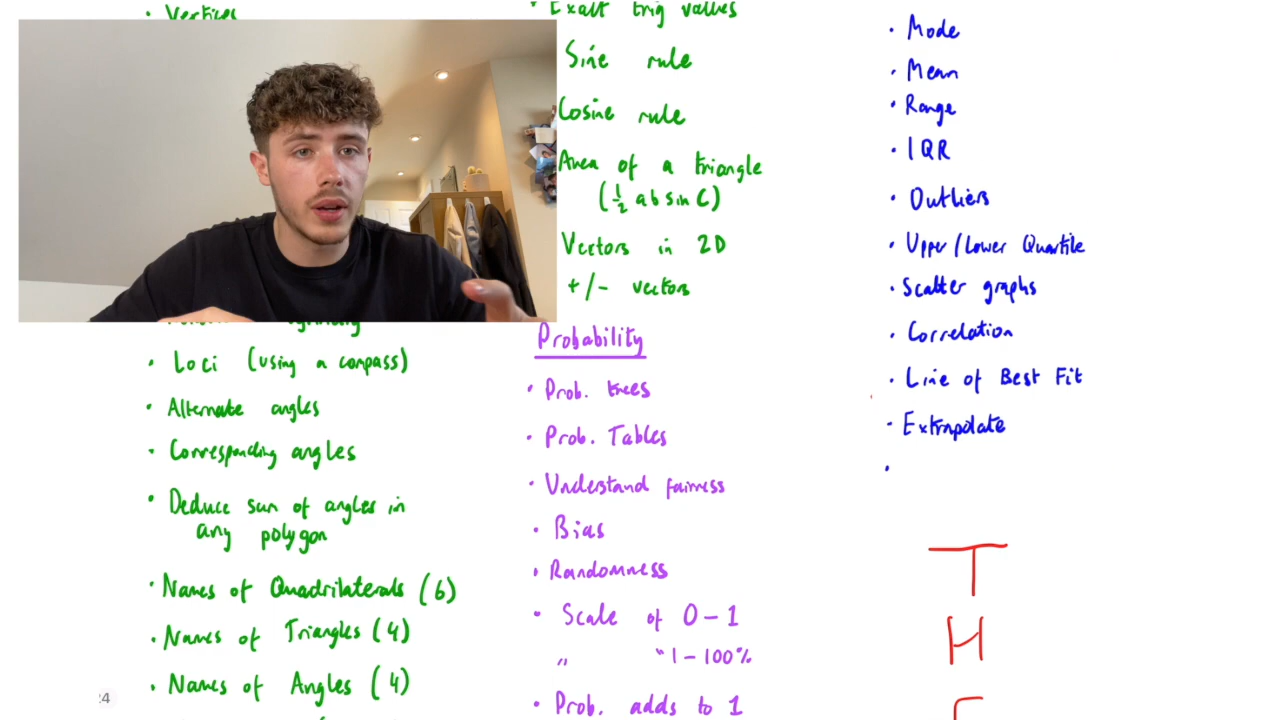 • Vertices
• Loci (using a compass)
• Alternate angles
• Corresponding angles
• Deduce sum of angles in
any polygon
• Names of Quadrilaterals (6)
• Names of Triangles (4)
• Names of Angles (4)
24
• Exact trig values
Sine rule
Cosine rule
Area of a triangle
(½ ab sin C)
Vectors in 2D
+/- vectors
Probability
• Prob. trees
• Prob. Tables
• Understand fairness
• Bias
• Randomness
• Scale of 0-1
" " 1-100%
• Prob. adds to 1
• Mode
• Mean
• Range
• IQR
• Outliers
• Upper/Lower Quartile
• Scatter graphs
• Correlation
• Line of Best Fit
• Extrapolate
•
T
H